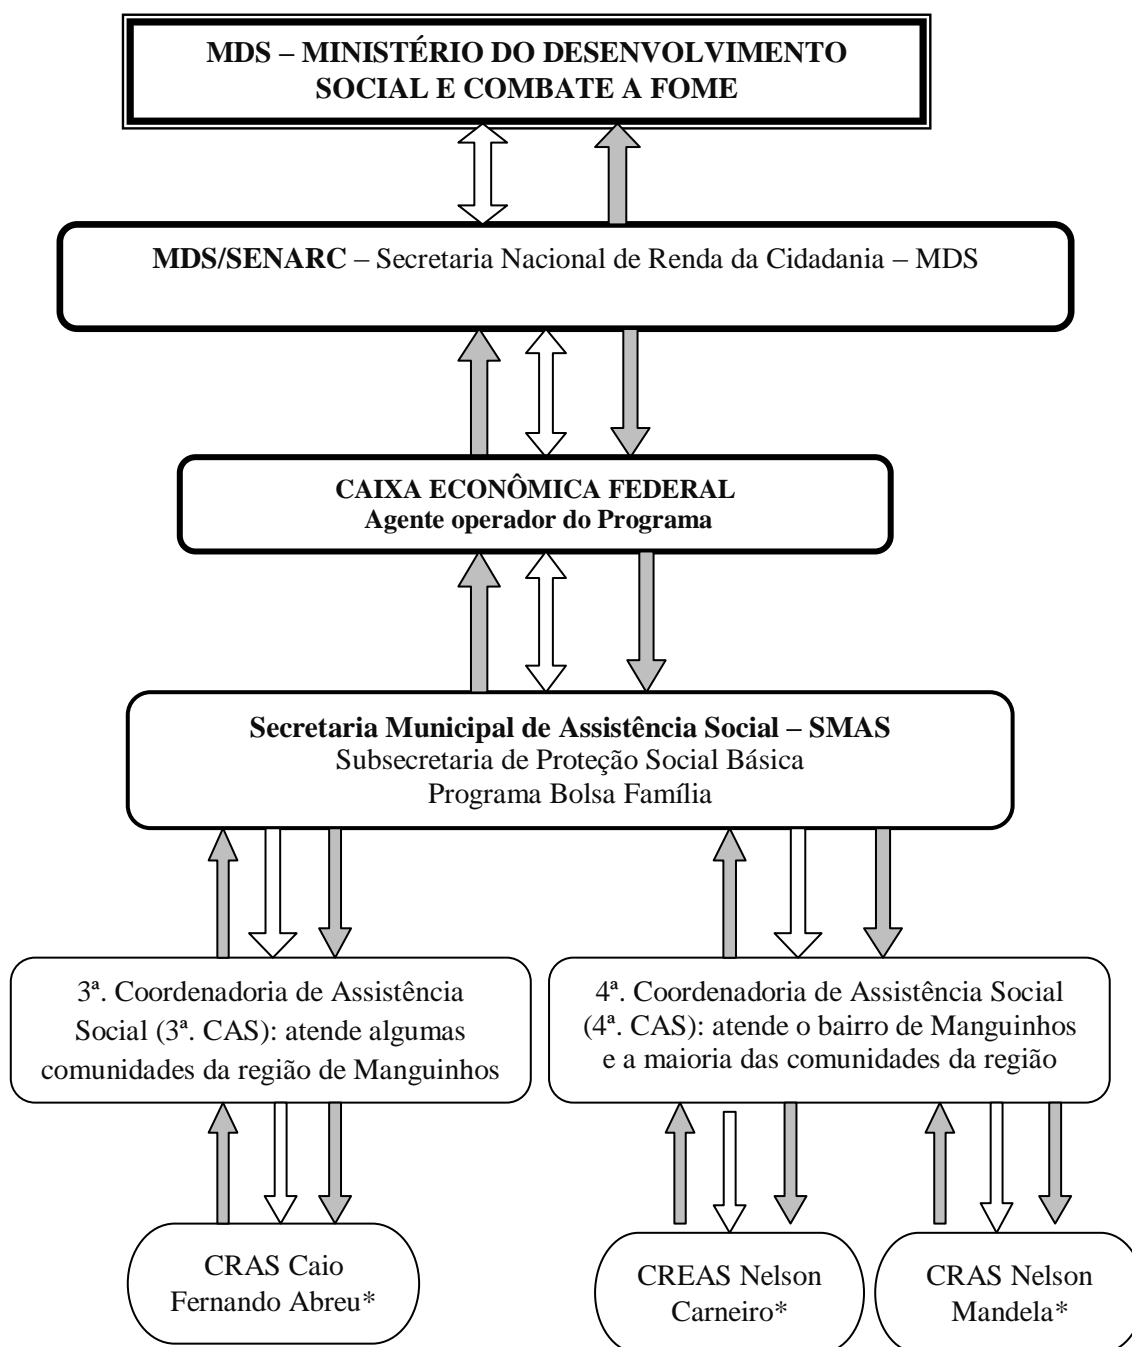 MDS – MINISTÉRIO DO DESENVOLVIMENTO
SOCIAL E COMBATE A FOME
MDS/SENARC – Secretaria Nacional de Renda da Cidadania – MDS
CAIXA ECONÔMICA FEDERAL
Agente operador do Programa
Secretaria Municipal de Assistência Social – SMAS
Subsecretaria de Proteção Social Básica
Programa Bolsa Família
3ª. Coordenadoria de Assistência
Social (3ª. CAS): atende algumas
comunidades da região de Manguinhos
4ª. Coordenadoria de Assistência Social
(4ª. CAS): atende o bairro de Manguinhos
e a maioria das comunidades da região
CRAS Caio
Fernando Abreu*
CREAS Nelson
Carneiro*
CRAS Nelson
Mandela*